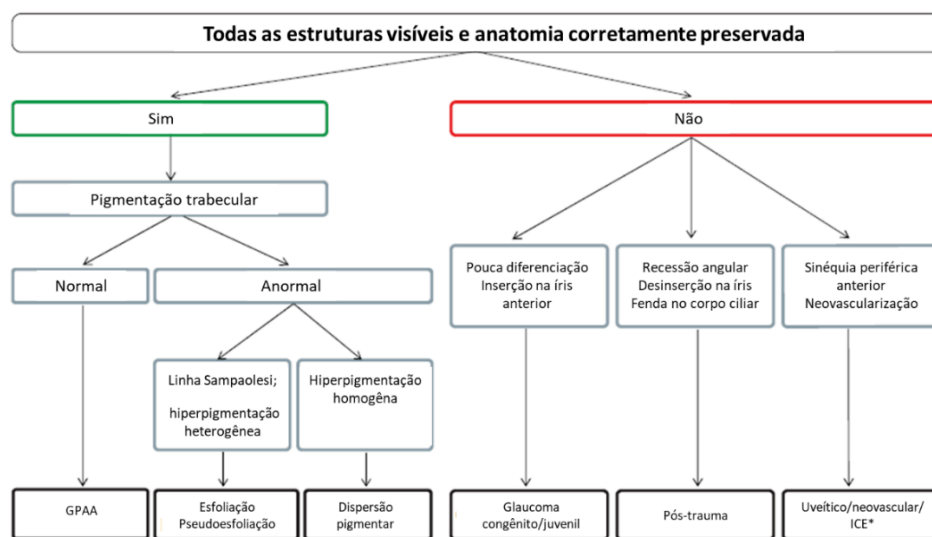 Todas as estruturas visíveis e anatomia corretamente preservada
Sim
Não
Pigmentação trabecular
Normal
Anormal
Pouca diferenciação
Inserção na íris
anterior
Recessão angular
Desinserção na íris
Fenda no corpo ciliar
Sinéquia periférica
anterior
Neovascularização
Linha Sampaolesi;
hiperpigmentação
heterogênea
Hiperpigmentação
homogêna
GPAA
Esfoliação
Pseudoesfoliação
Dispersão
pigmentar
Glaucoma
congênito/juvenil
Pós-trauma
Uveítico/neovascular/
ICE*